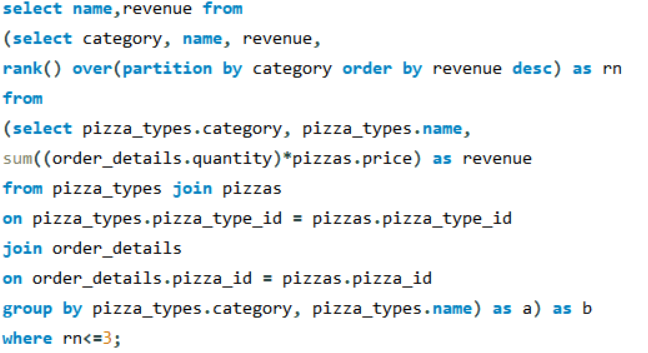 select name,revenue from
(select category, name, revenue,
rank() over(partition by category order by revenue desc) as rn
from
(select pizza_types.category, pizza_types.name,
sum((order_details.quantity)*pizzas.price) as revenue
from pizza_types join pizzas
on pizza_types.pizza_type_id = pizzas.pizza_type_id
join order_details
on order_details.pizza_id = pizzas.pizza_id
group by pizza_types.category, pizza_types.name) as a) as b
where rn<=3;